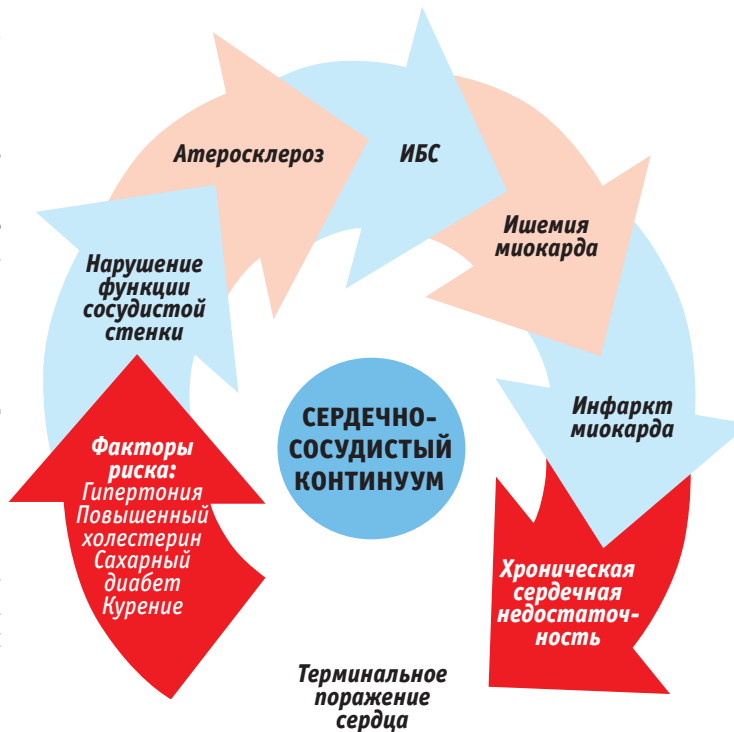 СЕРДЕЧНО-
СОСУДИСТЫЙ
КОНТИНУУМ
Факторы
риска:
Гипертония
Повышенный
холестерин
Сахарный
диабет
Курение
Нарушение
функции
сосудистой
стенки
Атеросклероз
ИБС
Ишемия
миокарда
Инфаркт
миокарда
Хроническая
сердечная
недостаточ-
ность
Терминальное
поражение
сердца